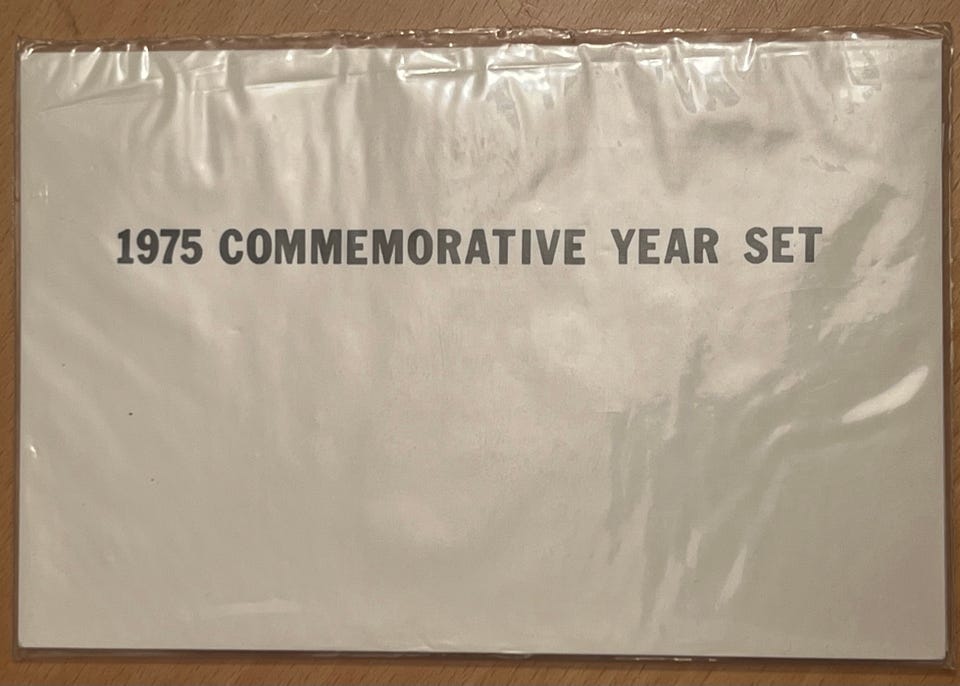 1975 COMMEMORATIVE YEAR SET